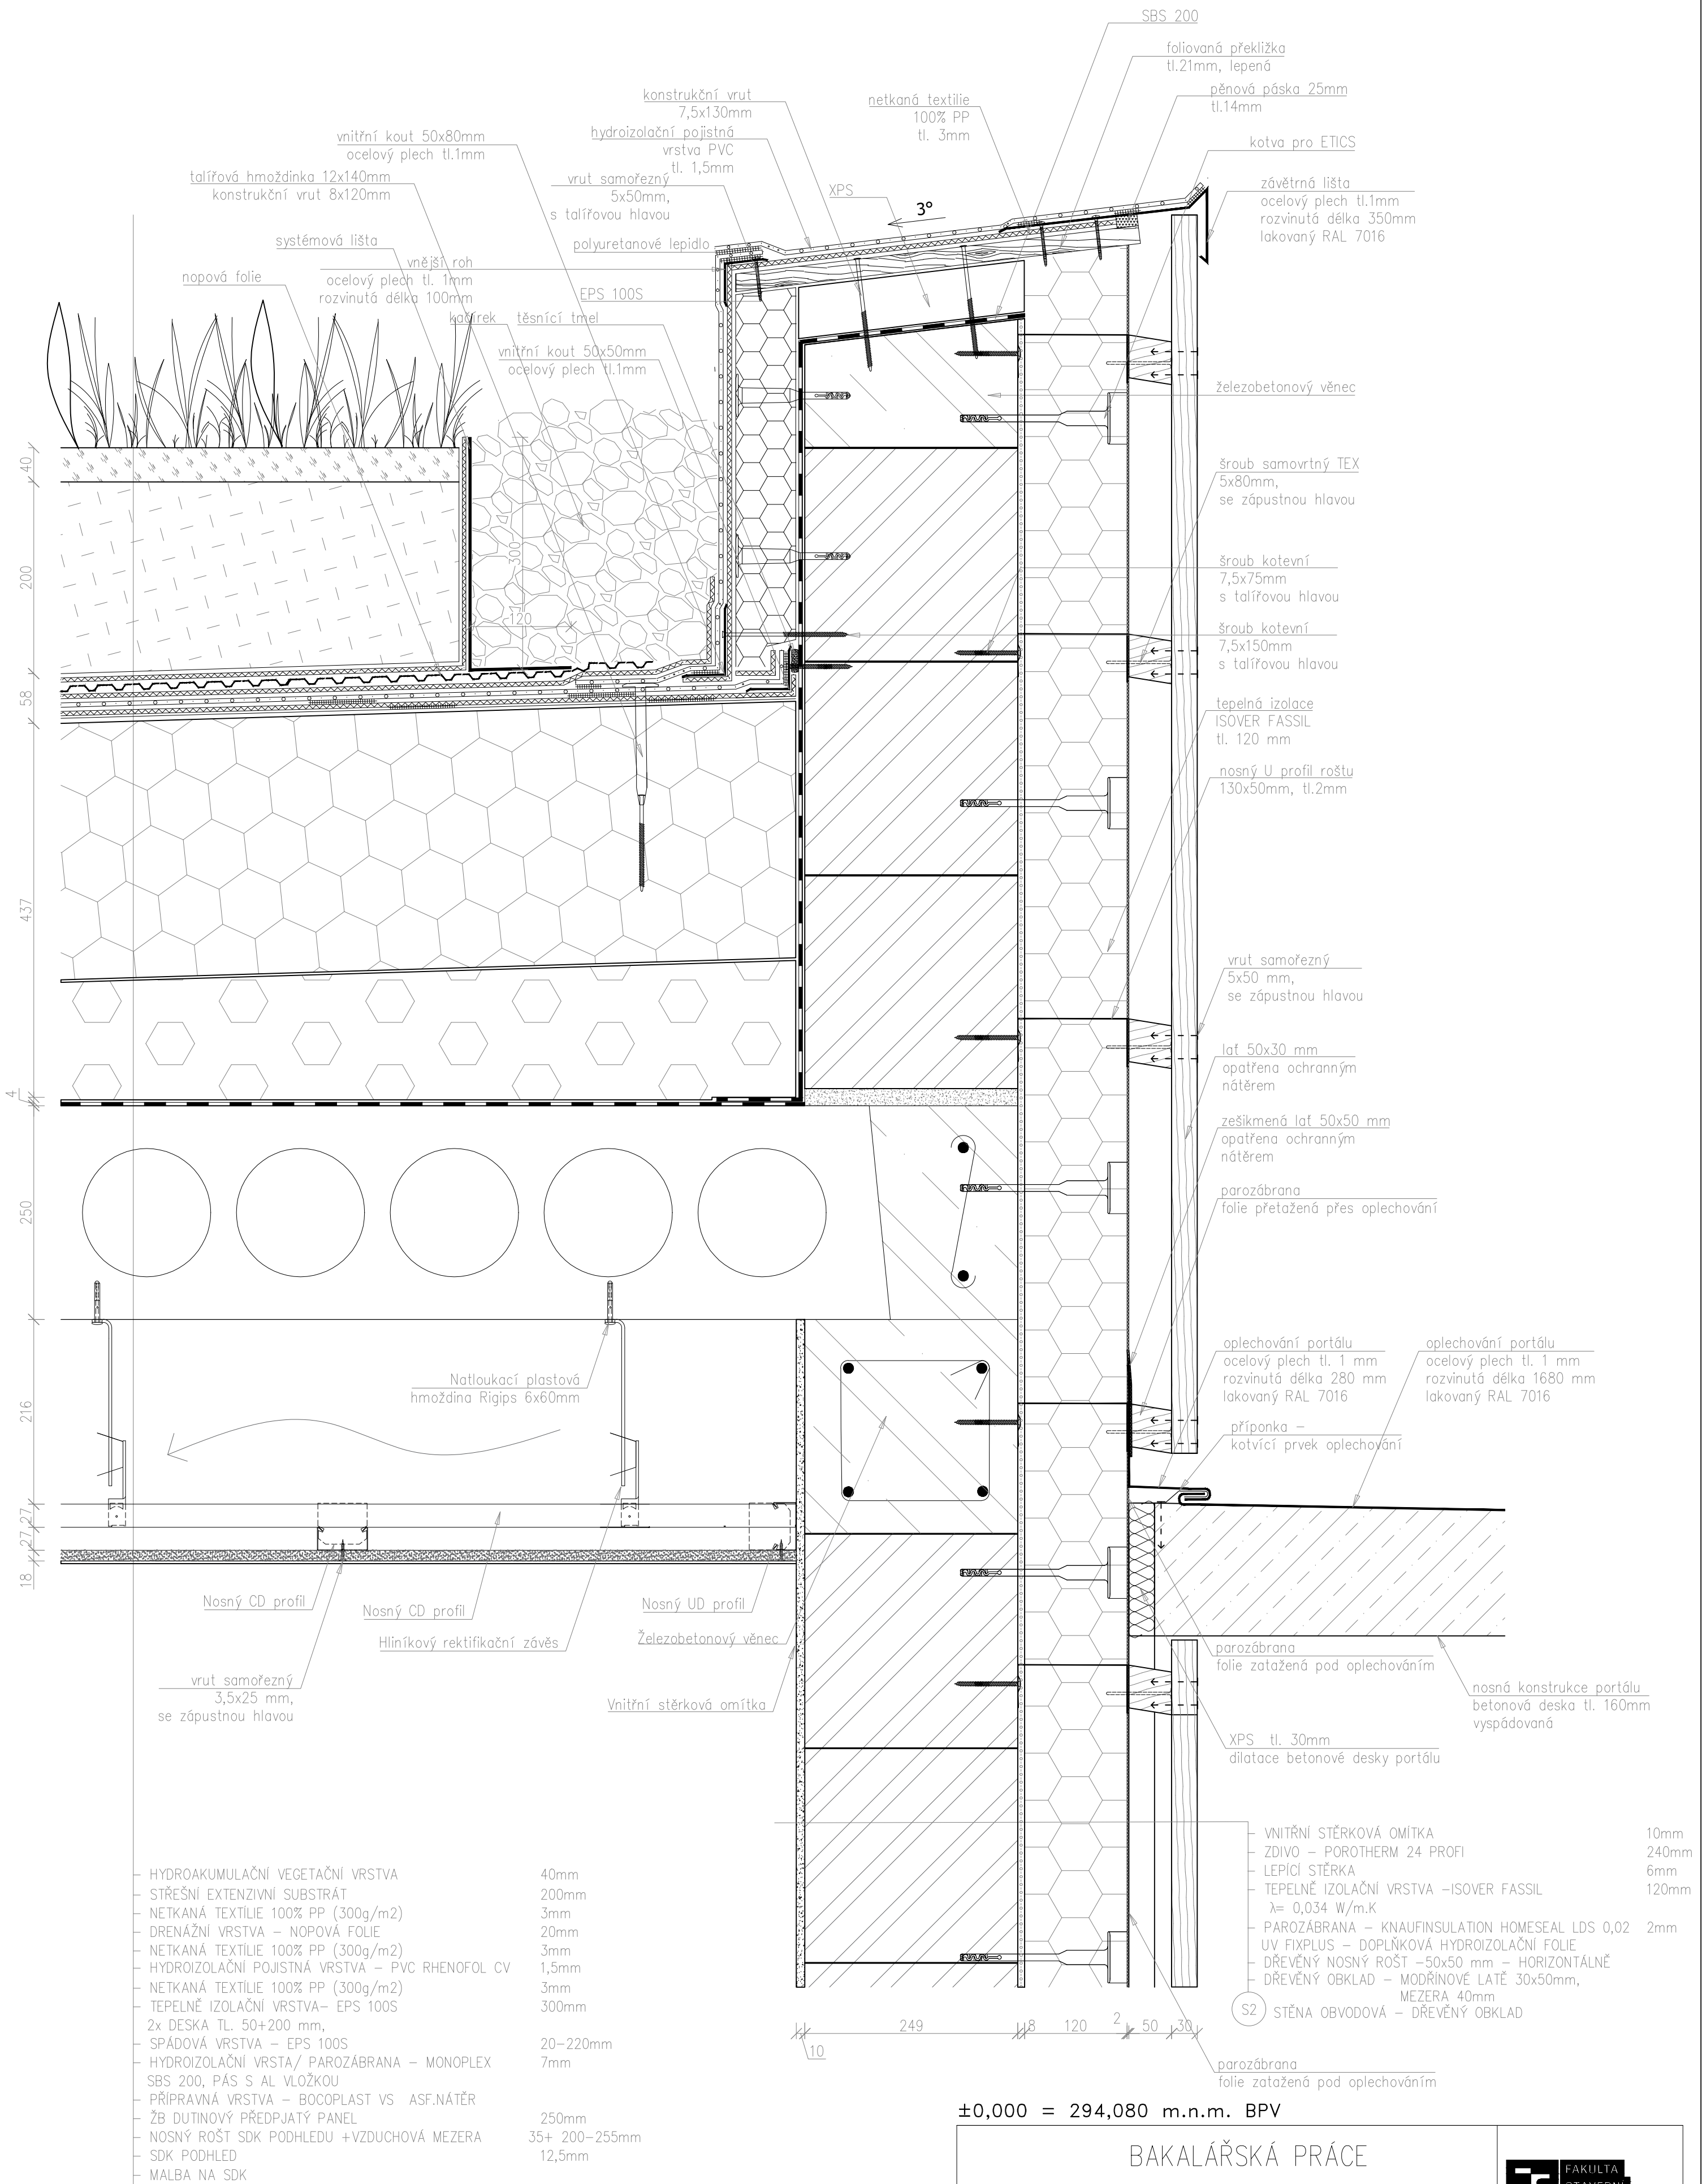 SBS 200
foliovaná překližka
tl.21mm, lepená
pěnová páska 25mm
tl.14mm
kotva pro ETICS
závětrná lišta
ocelový plech tl.1mm
rozvinutá délka 350mm
lakovaný RAL 7016
konstrukční vrut
7,5x130mm
netkaná textilie
100% PP
tl. 3mm
hydroizolační pojistná
vrstva PVC
tl. 1,5mm
vnitřní kout 50x80mm
ocelový plech tl.1mm
talířová hmoždinka 12x140mm
konstrukční vrut 8x120mm
vrut samořezný
5x50mm,
s talířovou hlavou
XPS
3°
systémová lišta
polyuretanové lepidlo
vnější roh
ocelový plech tl. 1mm
rozvinutá délka 100mm
nopová folie
EPS 100S
kačírek
těsnící tmel
vnitřní kout 50x50mm
ocelový plech tl.1mm
železobetonový věnec
šroub samovrtný TEX
5x80mm,
se zápustnou hlavou
šroub kotevní
7,5x75mm
s talířovou hlavou
šroub kotevní
7,5x150mm
s talířovou hlavou
tepelná izolace
ISOVER FASSIL
tl. 120 mm
nosný U profil roštu
130x50mm, tl.2mm
vrut samořezný
5x50 mm,
se zápustnou hlavou
lať 50x30 mm
opatřena ochranným
nátěrem
zešikmená lať 50x50 mm
opatřena ochranným
nátěrem
parozábrana
folie přetažená přes oplechování
oplechování portálu
ocelový plech tl. 1 mm
rozvinutá délka 280 mm
lakovaný RAL 7016
oplechování portálu
ocelový plech tl. 1 mm
rozvinutá délka 1680 mm
lakovaný RAL 7016
příponka –
kotvící prvek oplechování
40
200
58
437
4
250
216
27
27
18
300
120
Natloukací plastová
hmoždina Rigips 6x60mm
Nosný CD profil
Nosný CD profil
Hliníkový rektifikační závěs
Nosný UD profil
Železobetonový věnec
vrut samořezný
3,5x25 mm,
se zápustnou hlavou
Vnitřní stěrková omítka
parozábrana
folie zatažená pod oplechováním
nosná konstrukce portálu
betonová deska tl. 160mm
vyspádovaná
XPS tl. 30mm
dilatace betonové desky portálu
– HYDROAKUMULAČNÍ VEGETAČNÍ VRSTVA 40mm
– STŘEŠNÍ EXTENZIVNÍ SUBSTRÁT 200mm
– NETKANÁ TEXTÍLIE 100% PP (300g/m2) 3mm
– DRENÁŽNÍ VRSTVA – NOPOVÁ FOLIE 20mm
– NETKANÁ TEXTÍLIE 100% PP (300g/m2) 3mm
– HYDROIZOLAČNÍ POJISTNÁ VRSTVA – PVC RHENOFOL CV 1,5mm
– NETKANÁ TEXTÍLIE 100% PP (300g/m2) 3mm
– TEPELNĚ IZOLAČNÍ VRSTVA– EPS 100S 300mm
2x DESKA TL. 50+200 mm,
– SPÁDOVÁ VRSTVA – EPS 100S 20–220mm
– HYDROIZOLAČNÍ VRSTA/ PAROZÁBRANA – MONOPLEX 7mm
SBS 200, PÁS S AL VLOŽKOU
– PŘÍPRAVNÁ VRSTVA – BOCOPLAST VS ASF.NÁTĚR
– ŽB DUTINOVÝ PŘEDPJATÝ PANEL 250mm
– NOSNÝ ROŠT SDK PODHLEDU +VZDUCHOVÁ MEZERA 35+ 200–255mm
– SDK PODHLED 12,5mm
– MALBA NA SDK
– VNITŘNÍ STĚRKOVÁ OMÍTKA 10mm
– ZDIVO – POROTHERM 24 PROFI 240mm
– LEPÍCÍ STĚRKA 6mm
– TEPELNĚ IZOLAČNÍ VRSTVA –ISOVER FASSIL 120mm
λ= 0,034 W/m.K
– PAROZÁBRANA – KNAUFINSULATION HOMESEAL LDS 0,02 2mm
UV FIXPLUS – DOPLŇKOVÁ HYDROIZOLAČNÍ FOLIE
– DŘEVĚNÝ NOSNÝ ROŠT –50x50 mm – HORIZONTÁLNĚ
– DŘEVĚNÝ OBKLAD – MODŘÍNOVÉ LATĚ 30x50mm,
MEZERA 40mm
S2 STĚNA OBVODOVÁ – DŘEVĚNÝ OBKLAD
10
249
8
120
2
50
30
parozábrana
folie zatažená pod oplechováním
±0,000 = 294,080 m.n.m. BPV
BAKALÁŘSKÁ PRÁCE
FAKULTA